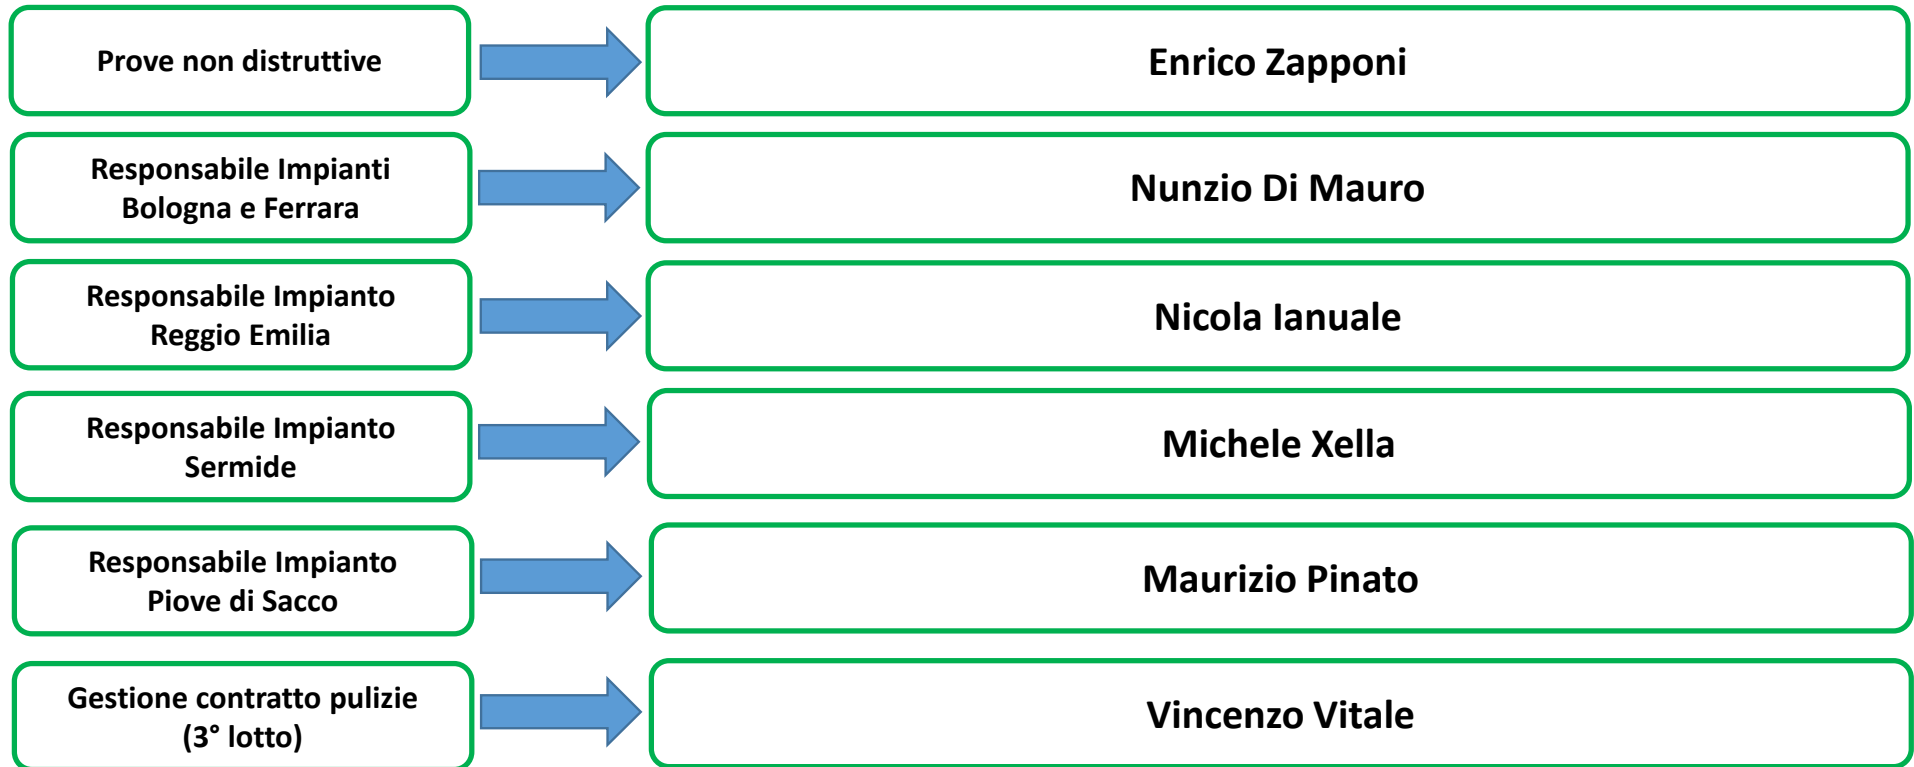 Prove non distruttive
Enrico Zapponi
Responsabile Impianti
Bologna e Ferrara
Nunzio Di Mauro
Responsabile Impianto
Reggio Emilia
Nicola Ianuale
Responsabile Impianto
Sermide
Michele Xella
Responsabile Impianto
Piove di Sacco
Maurizio Pinato
Gestione contratto pulizie
(3° lotto)
Vincenzo Vitale